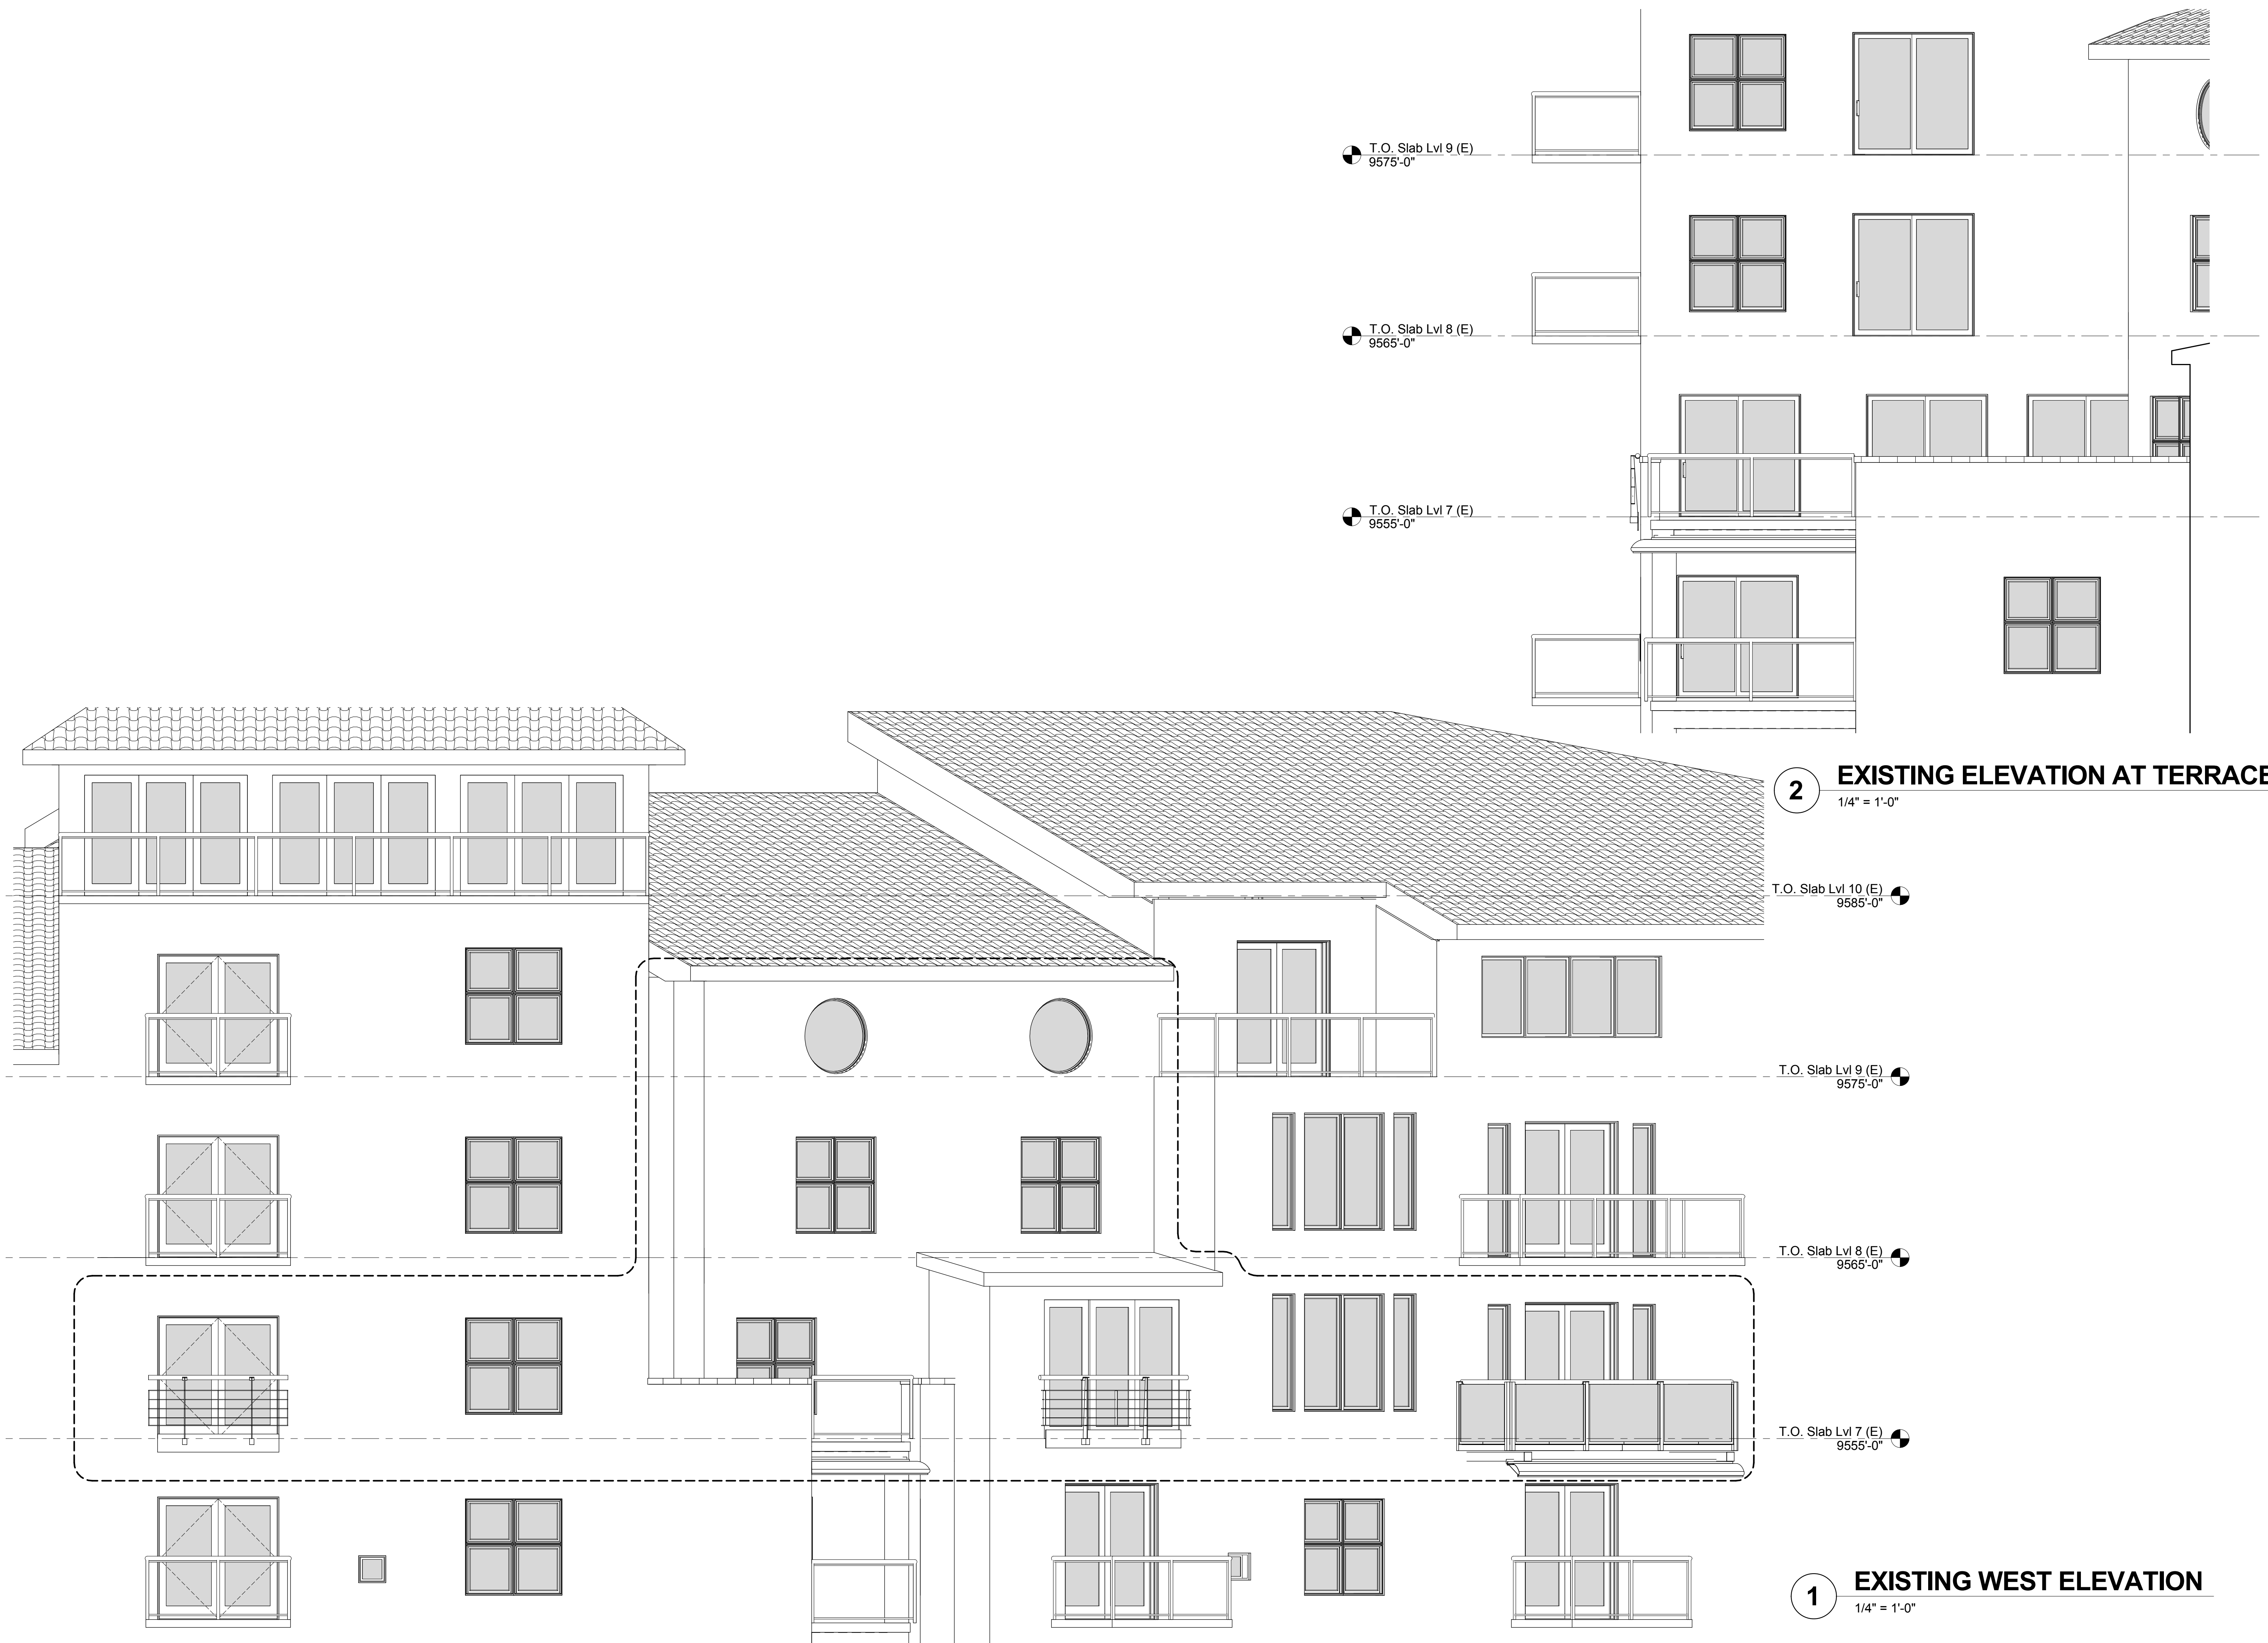 T.O. Slab Lvl 9 (E)
9575'-0"
T.O. Slab Lvl 8 (E)
9565'-0"
T.O. Slab Lvl 7 (E)
9555'-0"
2
EXISTING ELEVATION AT TERRACE
1/4" = 1'-0"
T.O. Slab Lvl 10 (E)
9585'-0"
T.O. Slab Lvl 9 (E)
9575'-0"
T.O. Slab Lvl 8 (E)
9565'-0"
T.O. Slab Lvl 7 (E)
9555'-0"
1
EXISTING WEST ELEVATION
1/4" = 1'-0"